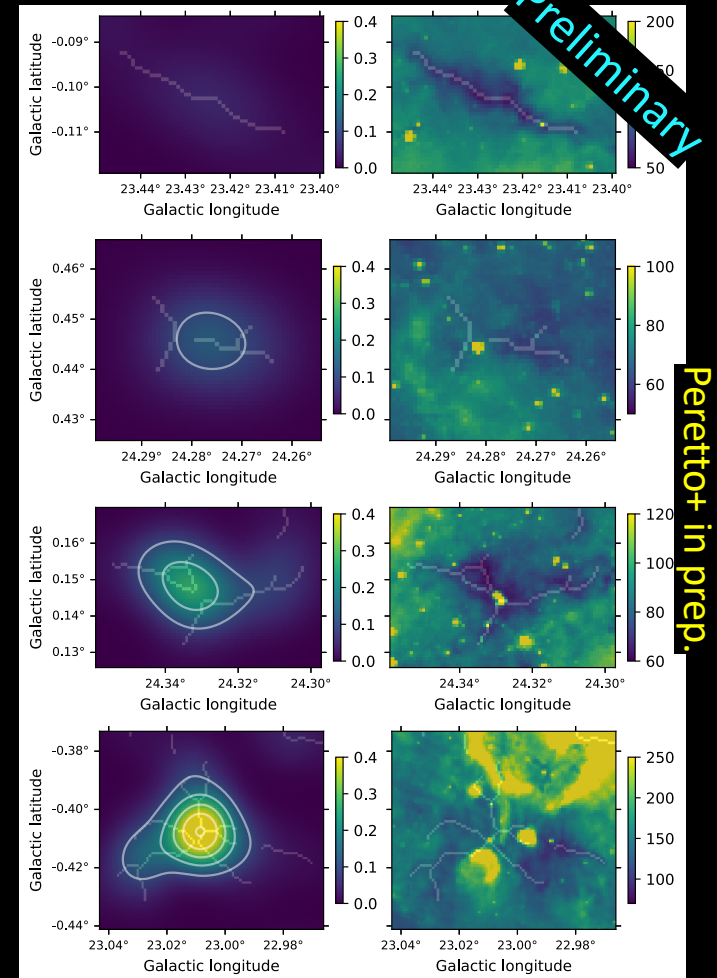 Preliminary
Peretto+ in prep.
-0.09°
-0.10°
-0.11°
Galactic latitude
23.44° 23.43° 23.42° 23.41° 23.40°
Galactic longitude
0.4
0.3
0.2
0.1
0.0
23.44° 23.43° 23.42° 23.41° 23.40°
Galactic longitude
200
50
0.46°
0.45°
0.44°
0.43°
Galactic latitude
24.29° 24.28° 24.27° 24.26°
Galactic longitude
0.4
0.3
0.2
0.1
0.0
24.29° 24.28° 24.27° 24.26°
Galactic longitude
100
80
60
0.16°
0.15°
0.14°
0.13°
Galactic latitude
24.34° 24.32° 24.30°
Galactic longitude
0.4
0.3
0.2
0.1
0.0
24.34° 24.32° 24.30°
Galactic longitude
120
100
80
60
-0.38°
-0.40°
-0.42°
-0.44°
Galactic latitude
23.04° 23.02° 23.00° 22.98°
Galactic longitude
0.4
0.3
0.2
0.1
0.0
23.04° 23.02° 23.00° 22.98°
Galactic longitude
250
200
150
100